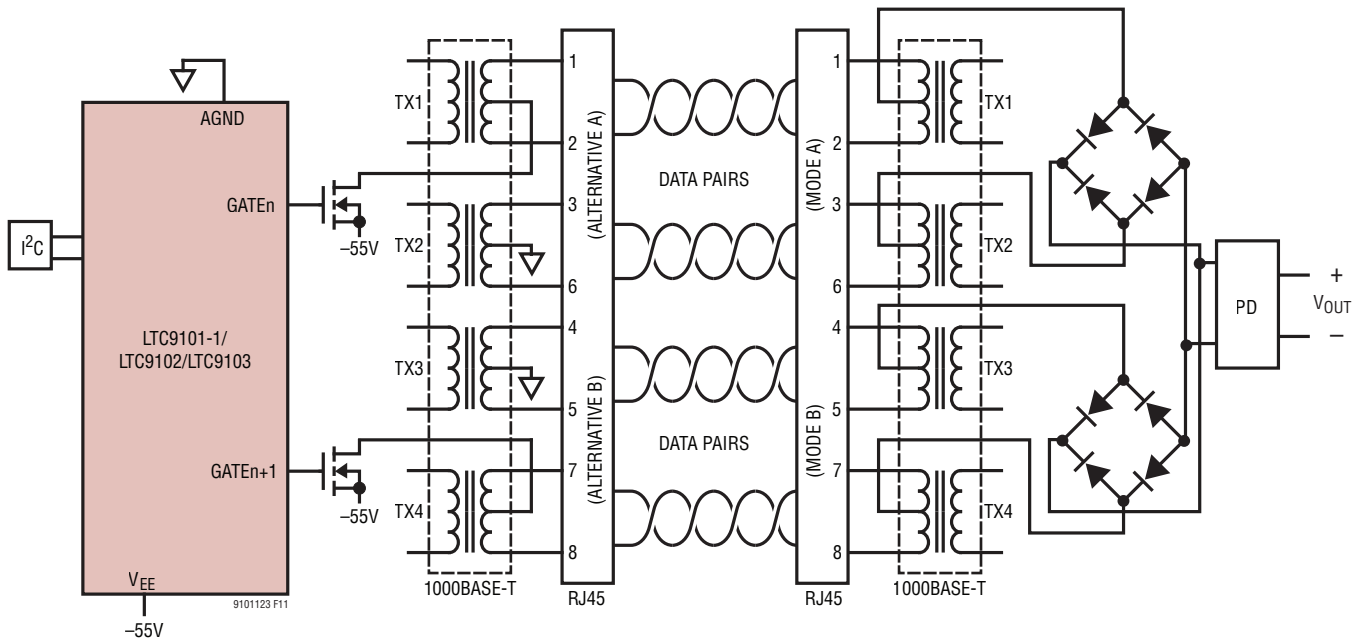 AGND
GATEn
–55V
I²C
LTC9101-1/
LTC9102/LTC9103
GATEn+1
–55V
VEE
–55V
9101123 F11
TX1
TX2
TX3
TX4
1000BASE-T
1
2
3
6
4
5
7
8
(ALTERNATIVE A)
(ALTERNATIVE B)
RJ45
DATA PAIRS
DATA PAIRS
1
2
3
6
4
5
7
8
(MODE A)
(MODE B)
RJ45
TX1
TX2
TX3
TX4
1000BASE-T
PD
+
VOUT
–